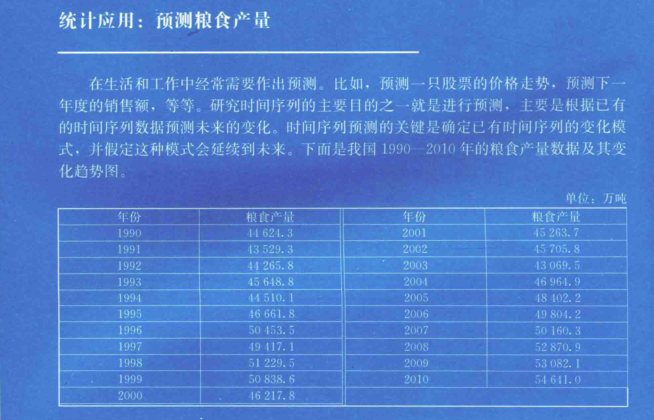 统计应用：预测粮食产量
在生活和工作中经常需要作出预测。比如，预测一只股票的价格走势，预测下一
年度的销售额，等等。研究时间序列的主要目的之一就是进行预测，主要是根据已有
的时间序列数据预测未来的变化。时间序列预测的关键是确定已有时间序列的变化模
式，并假定这种模式会延续到未来。下面是我国 1990—2010 年的粮食产量数据及其变
化趋势图。
单位：万吨
年份 粮食产量 年份 粮食产量
1990 44 624.3 2001 45 263.7
1991 43 529.3 2002 45 705.8
1992 44 265.8 2003 43 069.5
1993 45 648.8 2004 46 964.9
1994 44 510.1 2005 48 402.2
1995 46 661.8 2006 49 804.2
1996 50 453.5 2007 50 160.3
1997 49 417.1 2008 52 870.9
1998 51 229.5 2009 53 082.1
1999 50 838.6 2010 54 641.0
2000 46 217.8